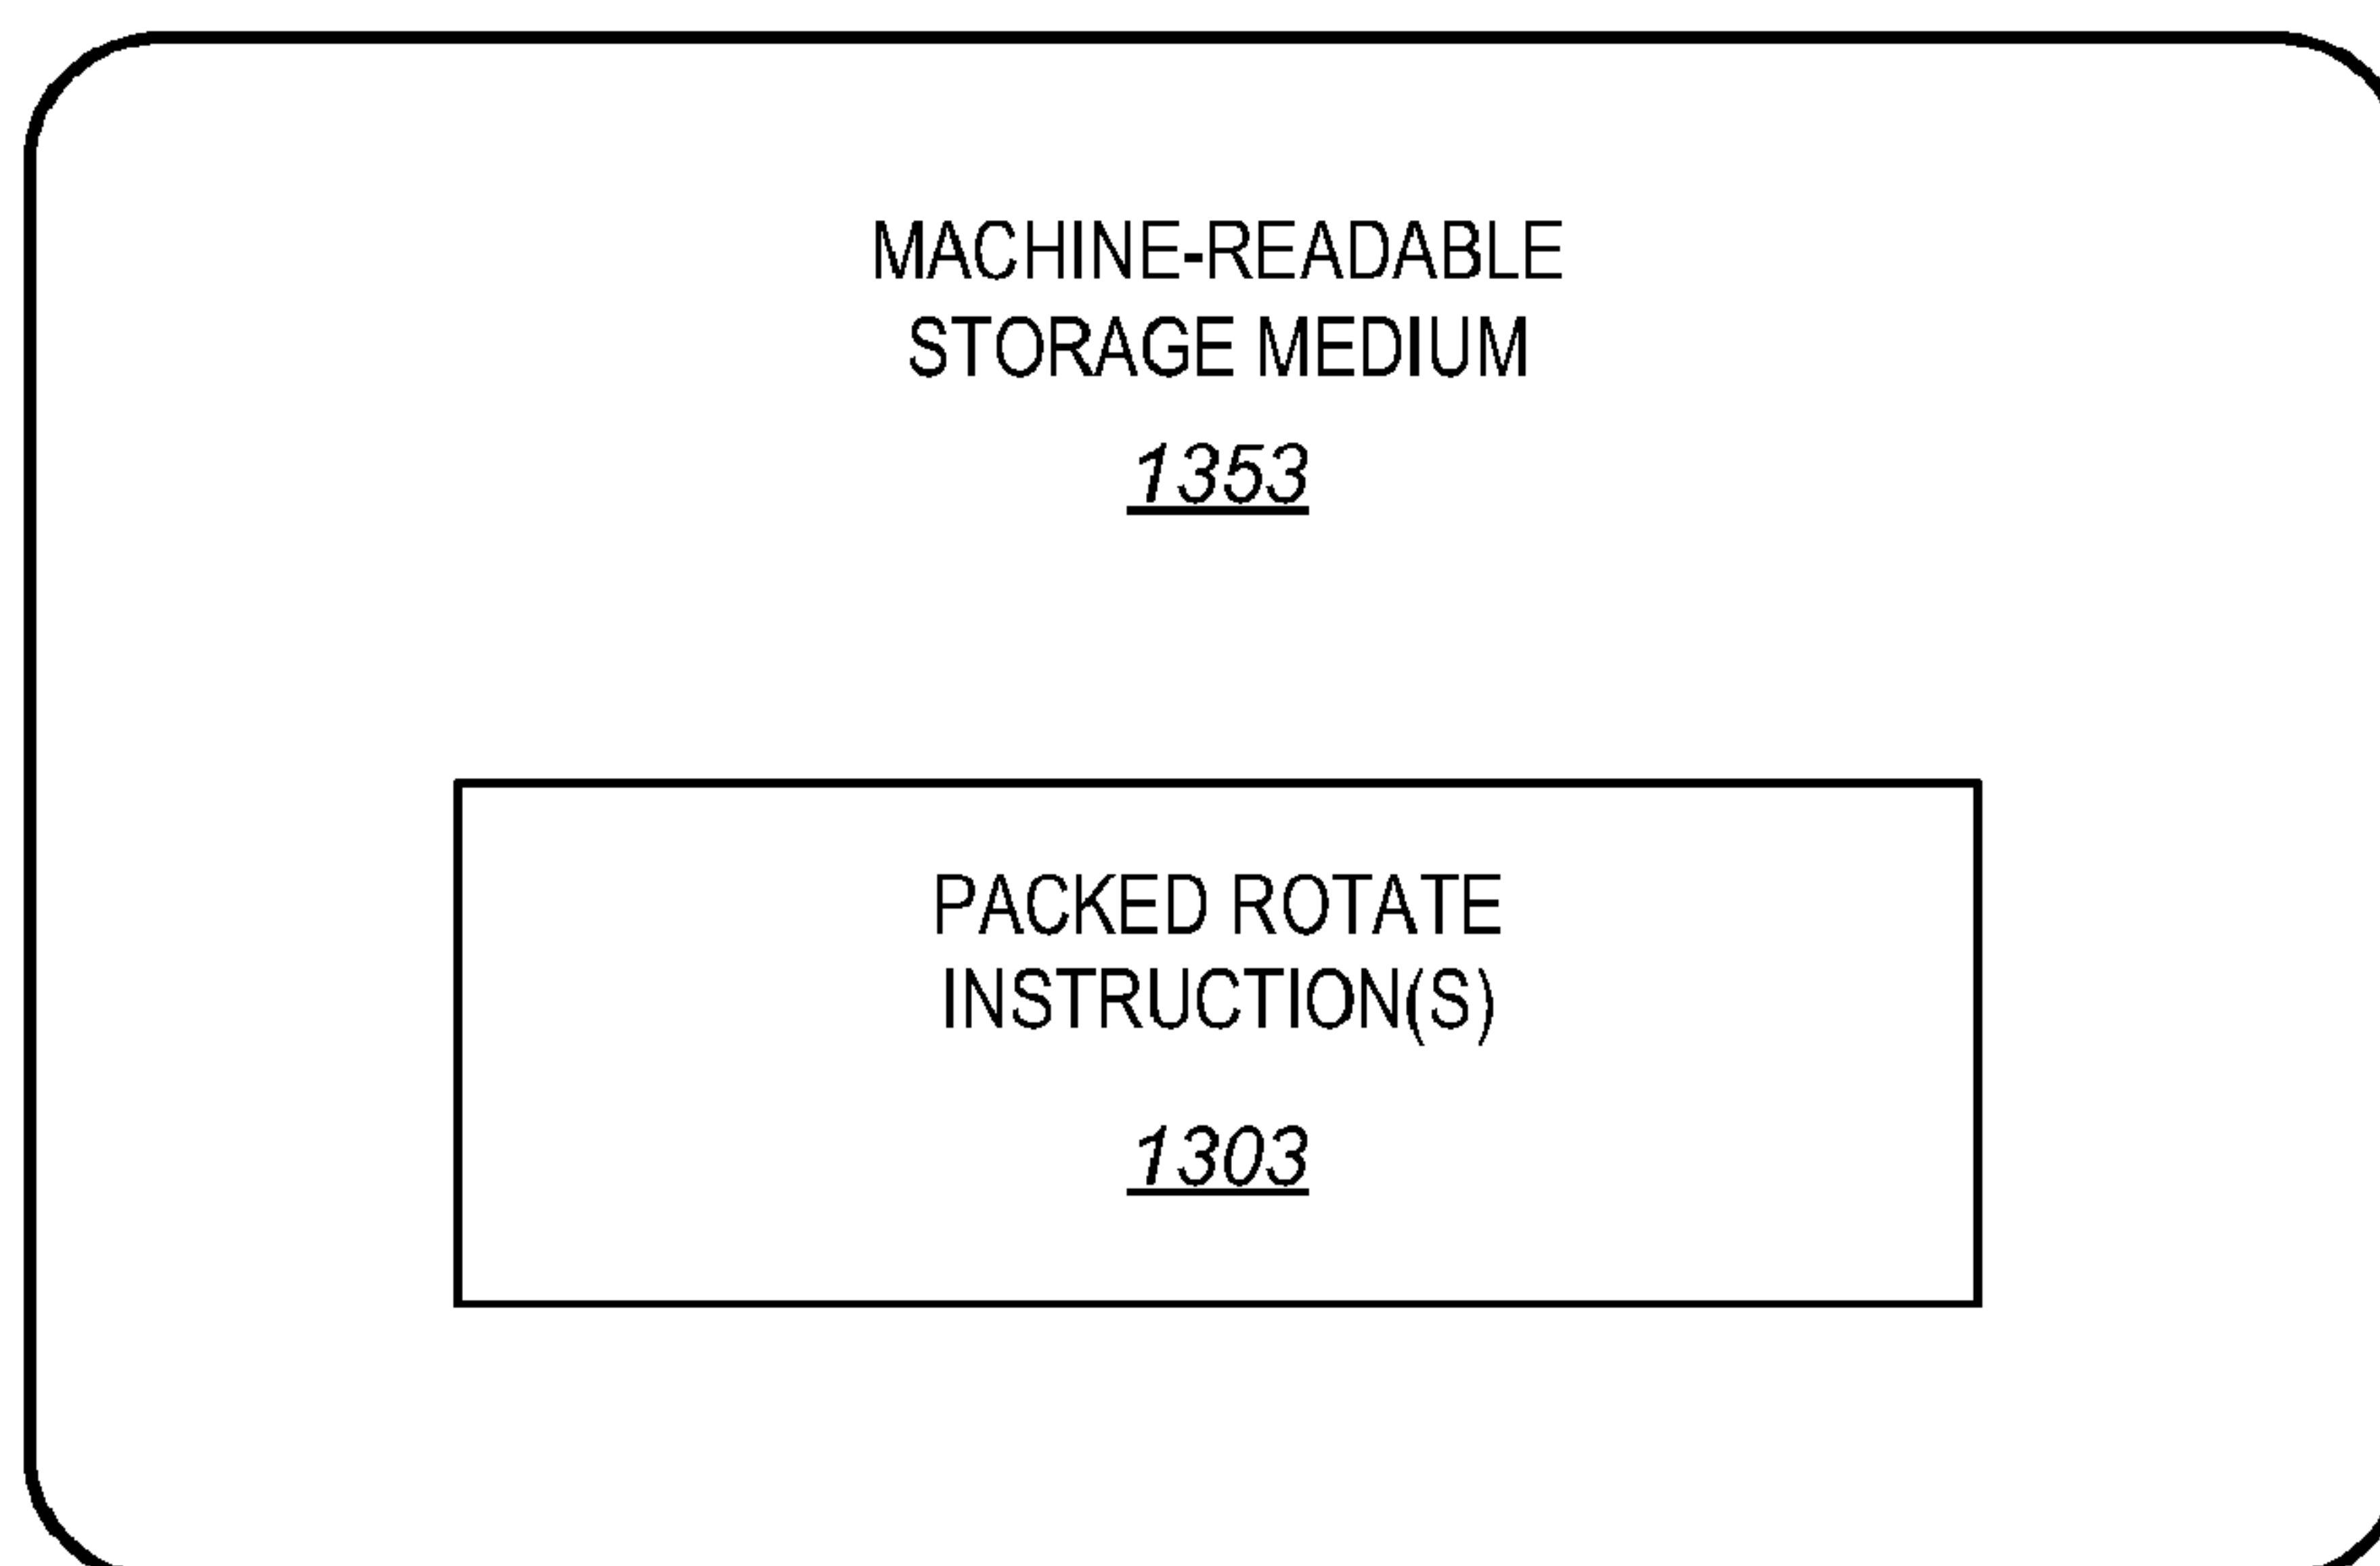 MACHINE-READABLE
STORAGE MEDIUM
1353
PACKED ROTATE
INSTRUCTION(S)
1303